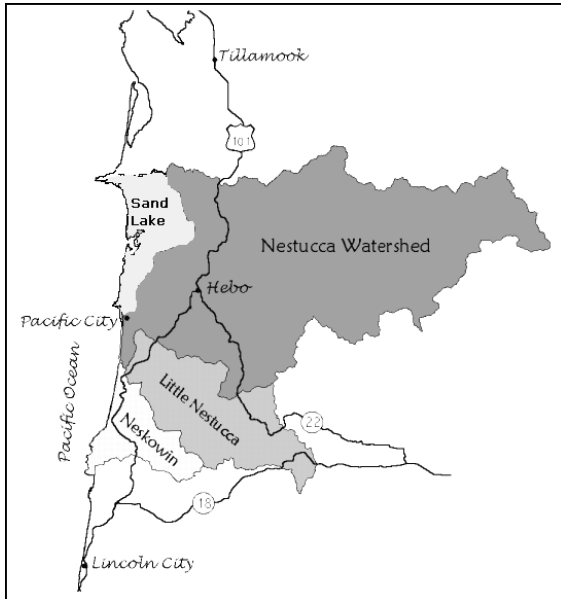 Tillamook
101
Sand
Lake
Nestucca Watershed
Hebo
Pacific City
Pacific Ocean
Little Nestucca
Neskowin
22
18
Lincoln City